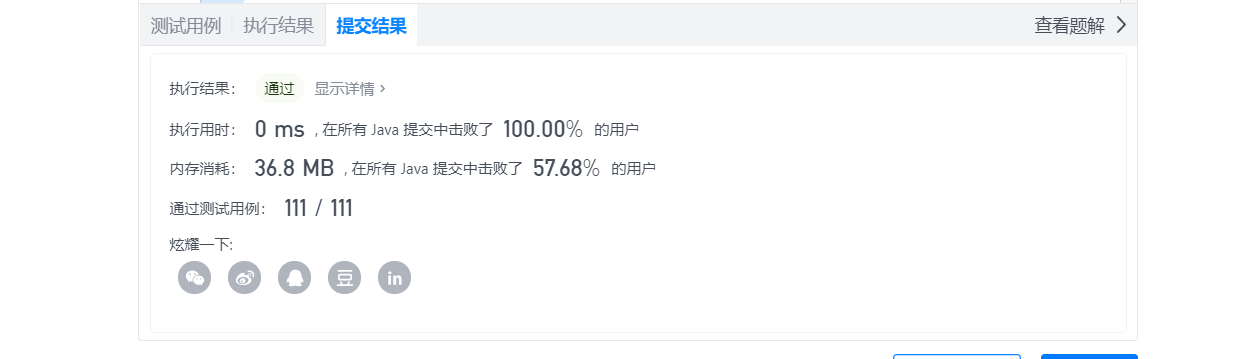 测试用例 执行结果 提交结果 查看题解
执行结果： 通过 显示详情
执行用时： 0 ms , 在所有 Java 提交中击败了 100.00% 的用户
内存消耗： 36.8 MB , 在所有 Java 提交中击败了 57.68% 的用户
通过测试用例： 111 / 111
炫耀一下:
豆 in